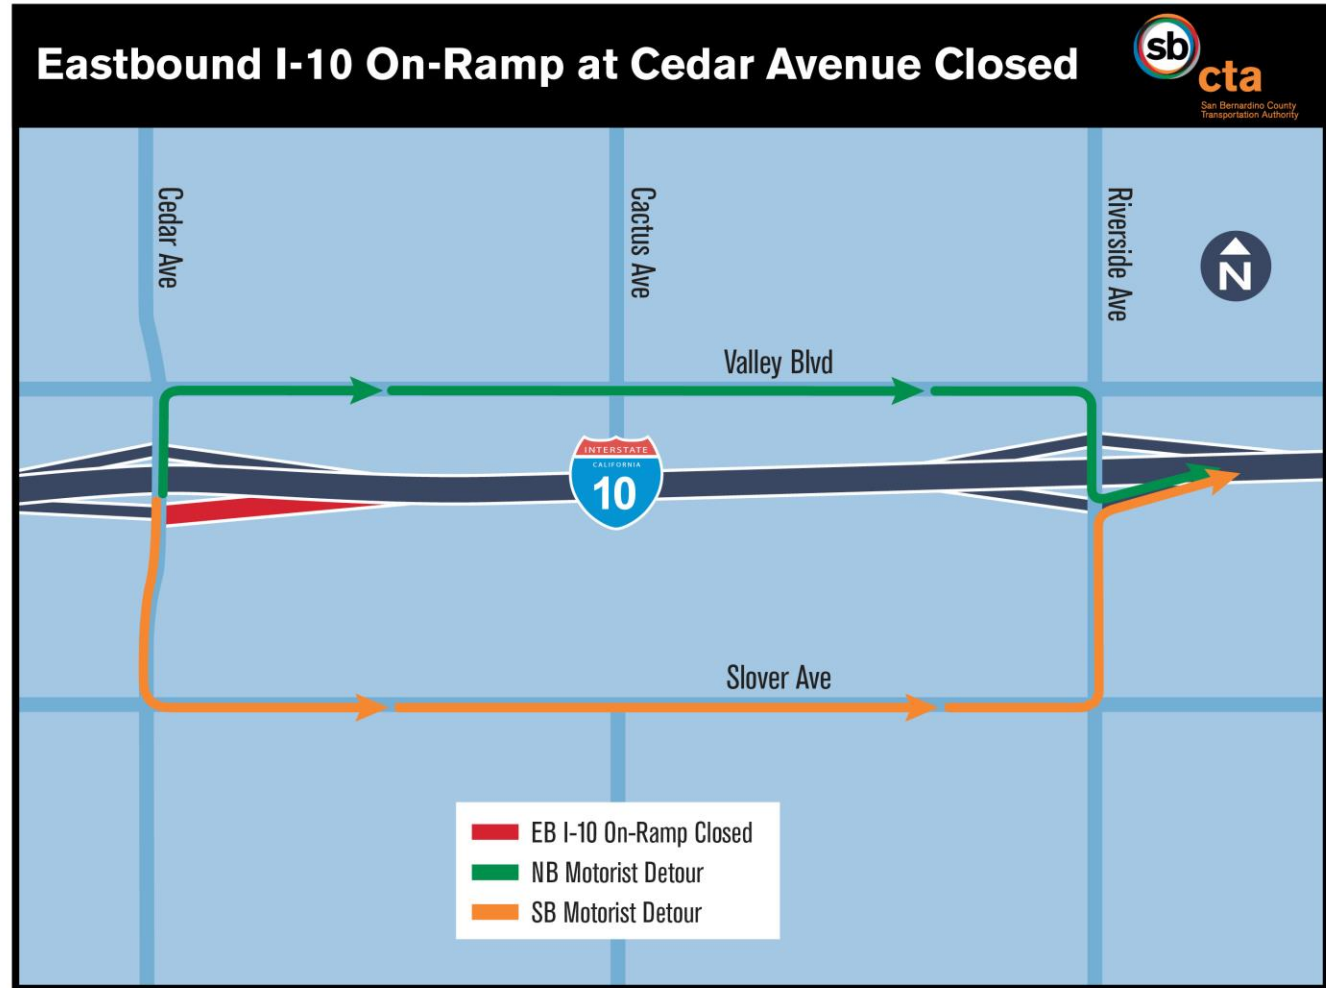 Eastbound I-10 On-Ramp at Cedar Avenue Closed
sb
cta
San Bernardino County
Transportation Authority
Cedar Ave
Cactus Ave
Riverside Ave
N
Valley Blvd
INTERSTATE
CALIFORNIA
10
Slover Ave
EB I-10 On-Ramp Closed
NB Motorist Detour
SB Motorist Detour